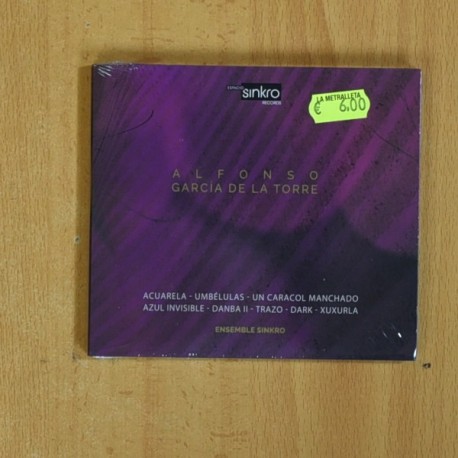 ESPACIO
sinkro
RECORDS
LA METRALLETA
€ 6.00
ALFONSO
GARCÍA DE LA TORRE
ACUARELA - UMBÉLULAS - UN CARACOL MANCHADO
AZUL INVISIBLE - DANBA II - TRAZO - DARK - XUXURLA
ENSEMBLE SINKRO